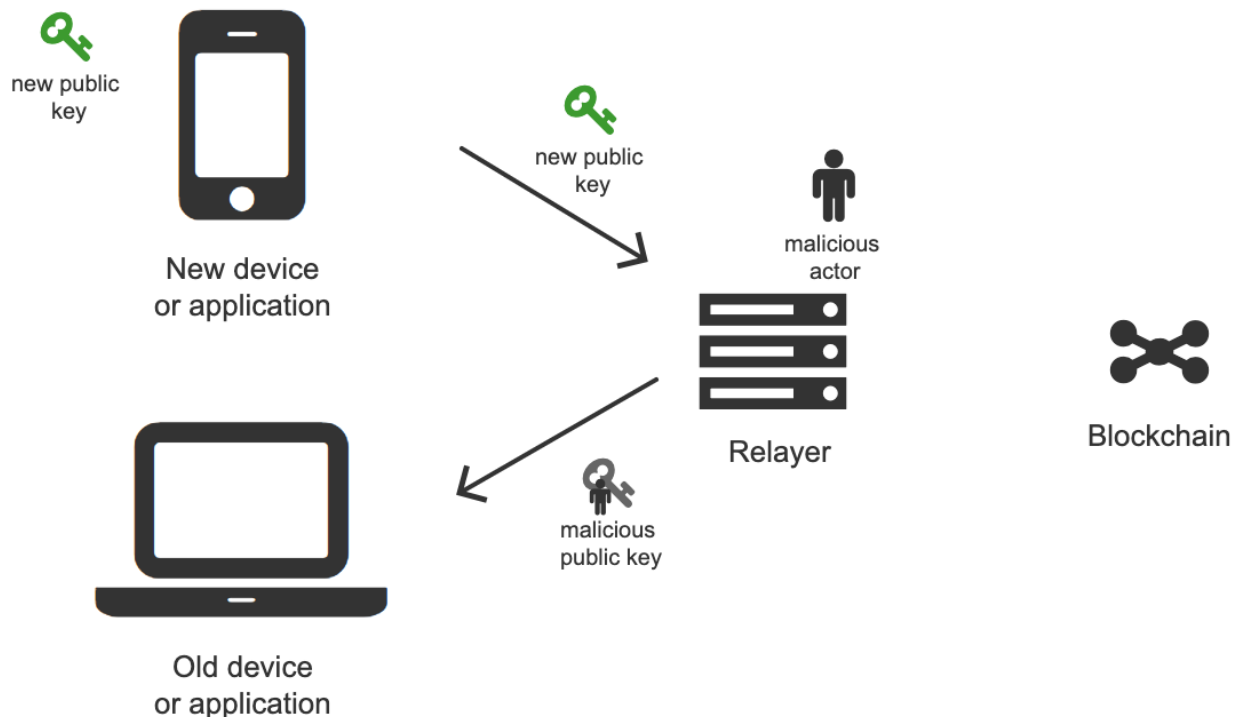 new public
key
new public
key
malicious
actor
New device
or application
Relayer
Blockchain
malicious
public key
Old device
or application